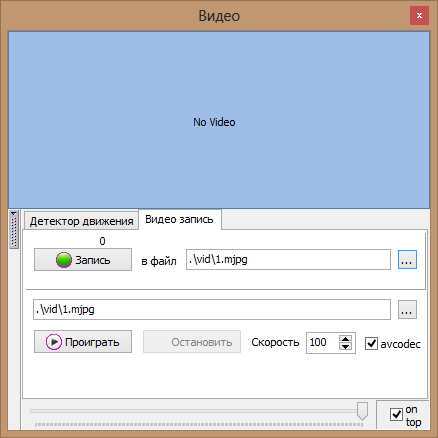 Видео
x
No Video
Детектор движения Видео запись
0
Запись в файл .\vid\1.mjpg ...
.\vid\1.mjpg ...
Проиграть Остановить Скорость 100 avcodec
on
top